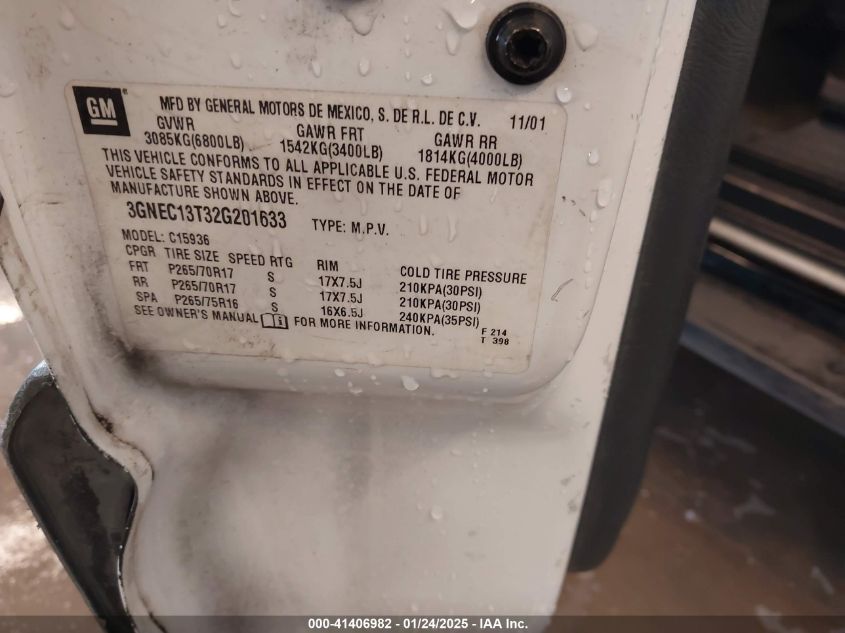 GM
MFD BY GENERAL MOTORS DE MEXICO, S. DE R.L. DE C.V. 11/01
GVWR GAWR FRT GAWR RR
3085KG(6800LB) 1542KG(3400LB) 1814KG(4000LB)
THIS VEHICLE CONFORMS TO ALL APPLICABLE U.S. FEDERAL MOTOR
VEHICLE SAFETY STANDARDS IN EFFECT ON THE DATE OF
MANUFACTURE SHOWN ABOVE.
3GNEC13T32G201633 TYPE: M.P.V.
MODEL: C15936
CPGR TIRE SIZE SPEED RTG RIM COLD TIRE PRESSURE
FRT P265/70R17 S 17X7.5J 210KPA(30PSI)
RR P265/70R17 S 17X7.5J 210KPA(30PSI)
SPA P265/75R16 S 16X6.5J 240KPA(35PSI)
SEE OWNER'S MANUAL FOR MORE INFORMATION.
F 214
T 398
000-41406982 - 01/24/2025 - IAA Inc.